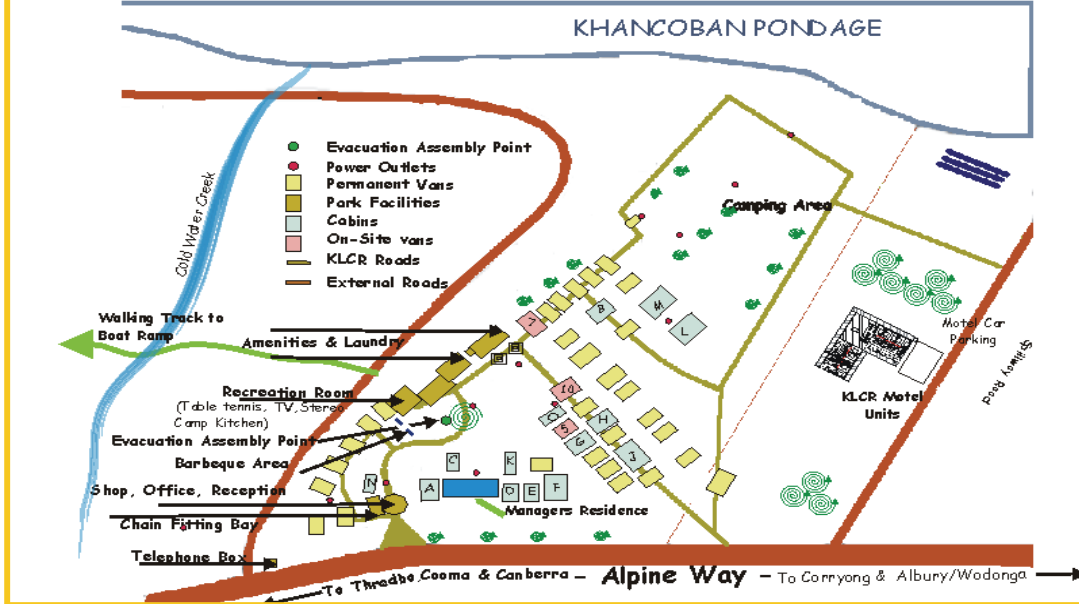 KHANCOBAN PONDAGE
Evacuation Assembly Point
Power Outlets
Permanent Vans
Park Facilities
Cabins
On-Site vans
KLCR Roads
External Roads
Cold Water Creek
Camping Area
Walking Track to
Boat Ramp
Amenities & Laundry
Recreation Room
(Table tennis, TV, Stereo
Camp Kitchen)
Evacuation Assembly Point
Barbeque Area
Shop, Office, Reception
Chain Fitting Bay
Telephone Box
Managers Residence
Motel Car
Parking
KLCR Motel
Units
Spillway Road
7
B
M
L
10
5
G
H
J
C
K
N
A
D
E
F
To Thredbo, Cooma & Canberra – Alpine Way – To Corryong & Albury/Wodonga